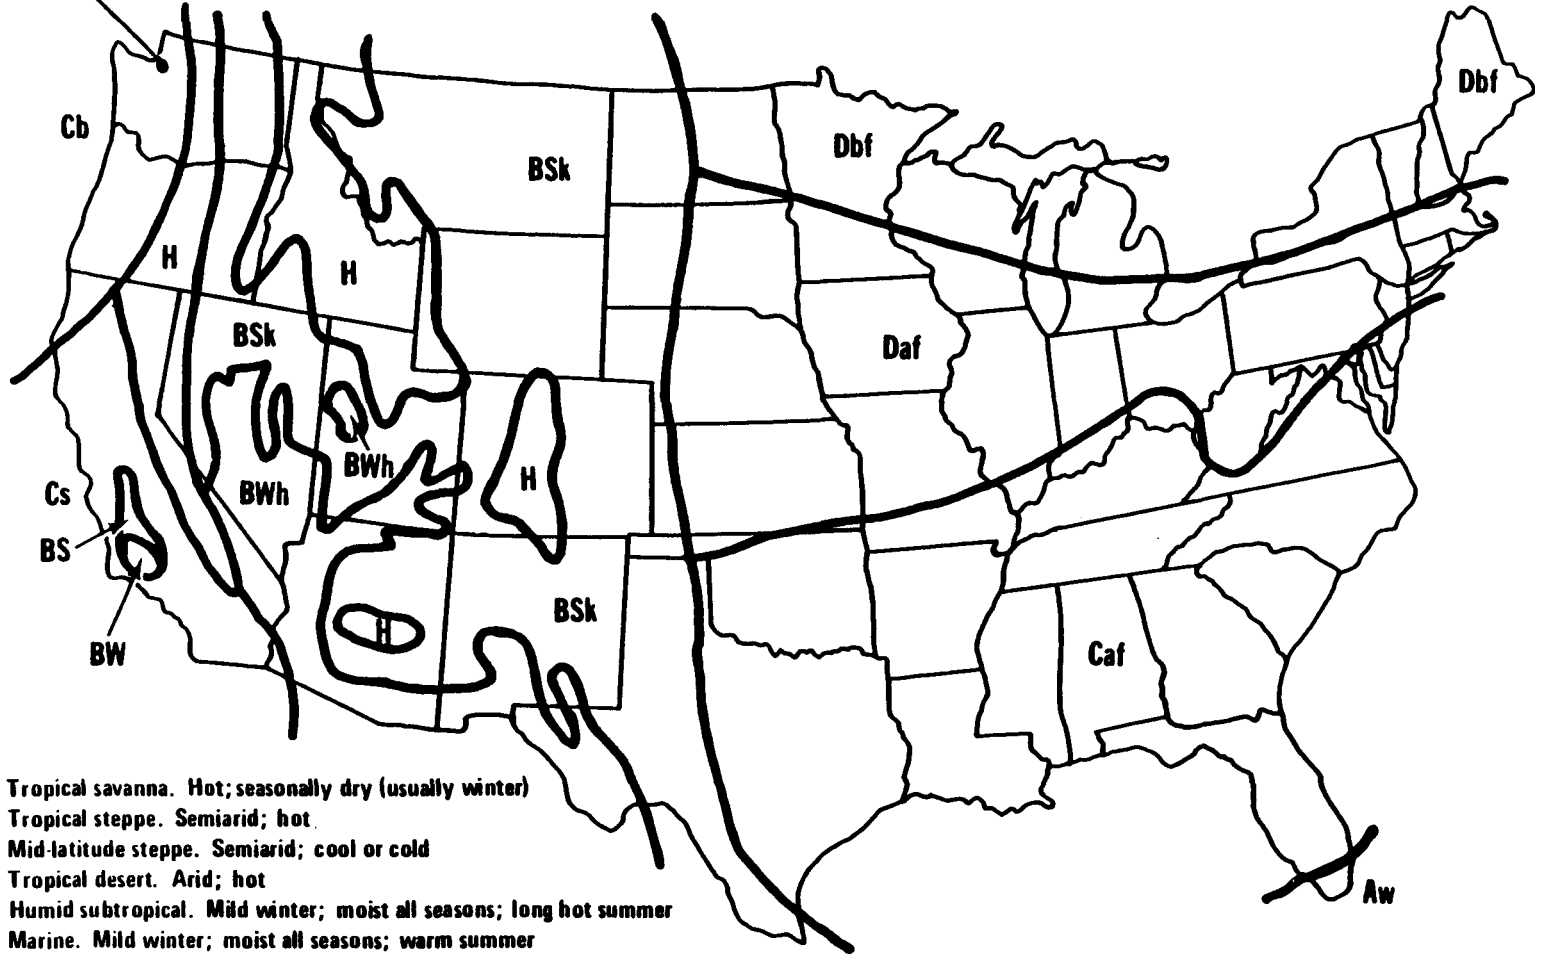 Dbf
Cb
Dbf
BSk
H
H
BSk
Daf
BWh
H
BWh
Cs
BS
BSk
H
BW
Caf
Tropical savanna. Hot; seasonally dry (usually winter)
Tropical steppe. Semiarid; hot
Mid-latitude steppe. Semiarid; cool or cold
Tropical desert. Arid; hot
Humid subtropical. Mild winter; moist all seasons; long hot summer
Marine. Mild winter; moist all seasons; warm summer
Aw